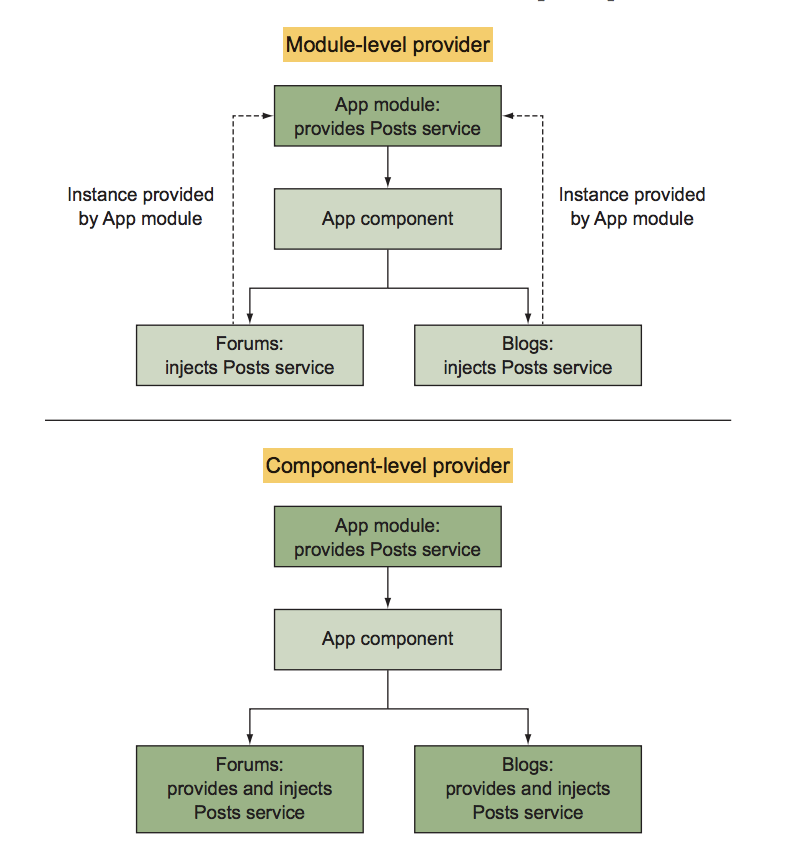 Module-level provider
App module:
provides Posts service
Instance provided
by App module
Instance provided
by App module
App component
Forums:
injects Posts service
Blogs:
injects Posts service
Component-level provider
App module:
provides Posts service
App component
Forums:
provides and injects
Posts service
Blogs:
provides and injects
Posts service